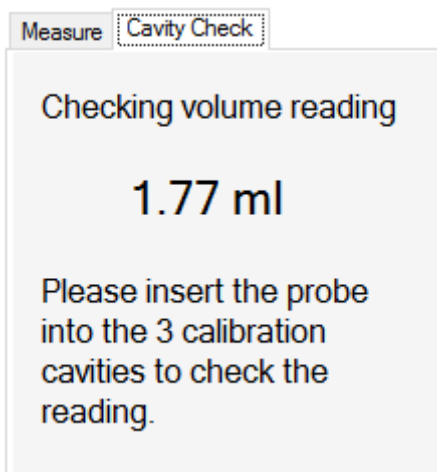 Measure Cavity Check
Checking volume reading
1.77 ml
Please insert the probe
into the 3 calibration
cavities to check the
reading.